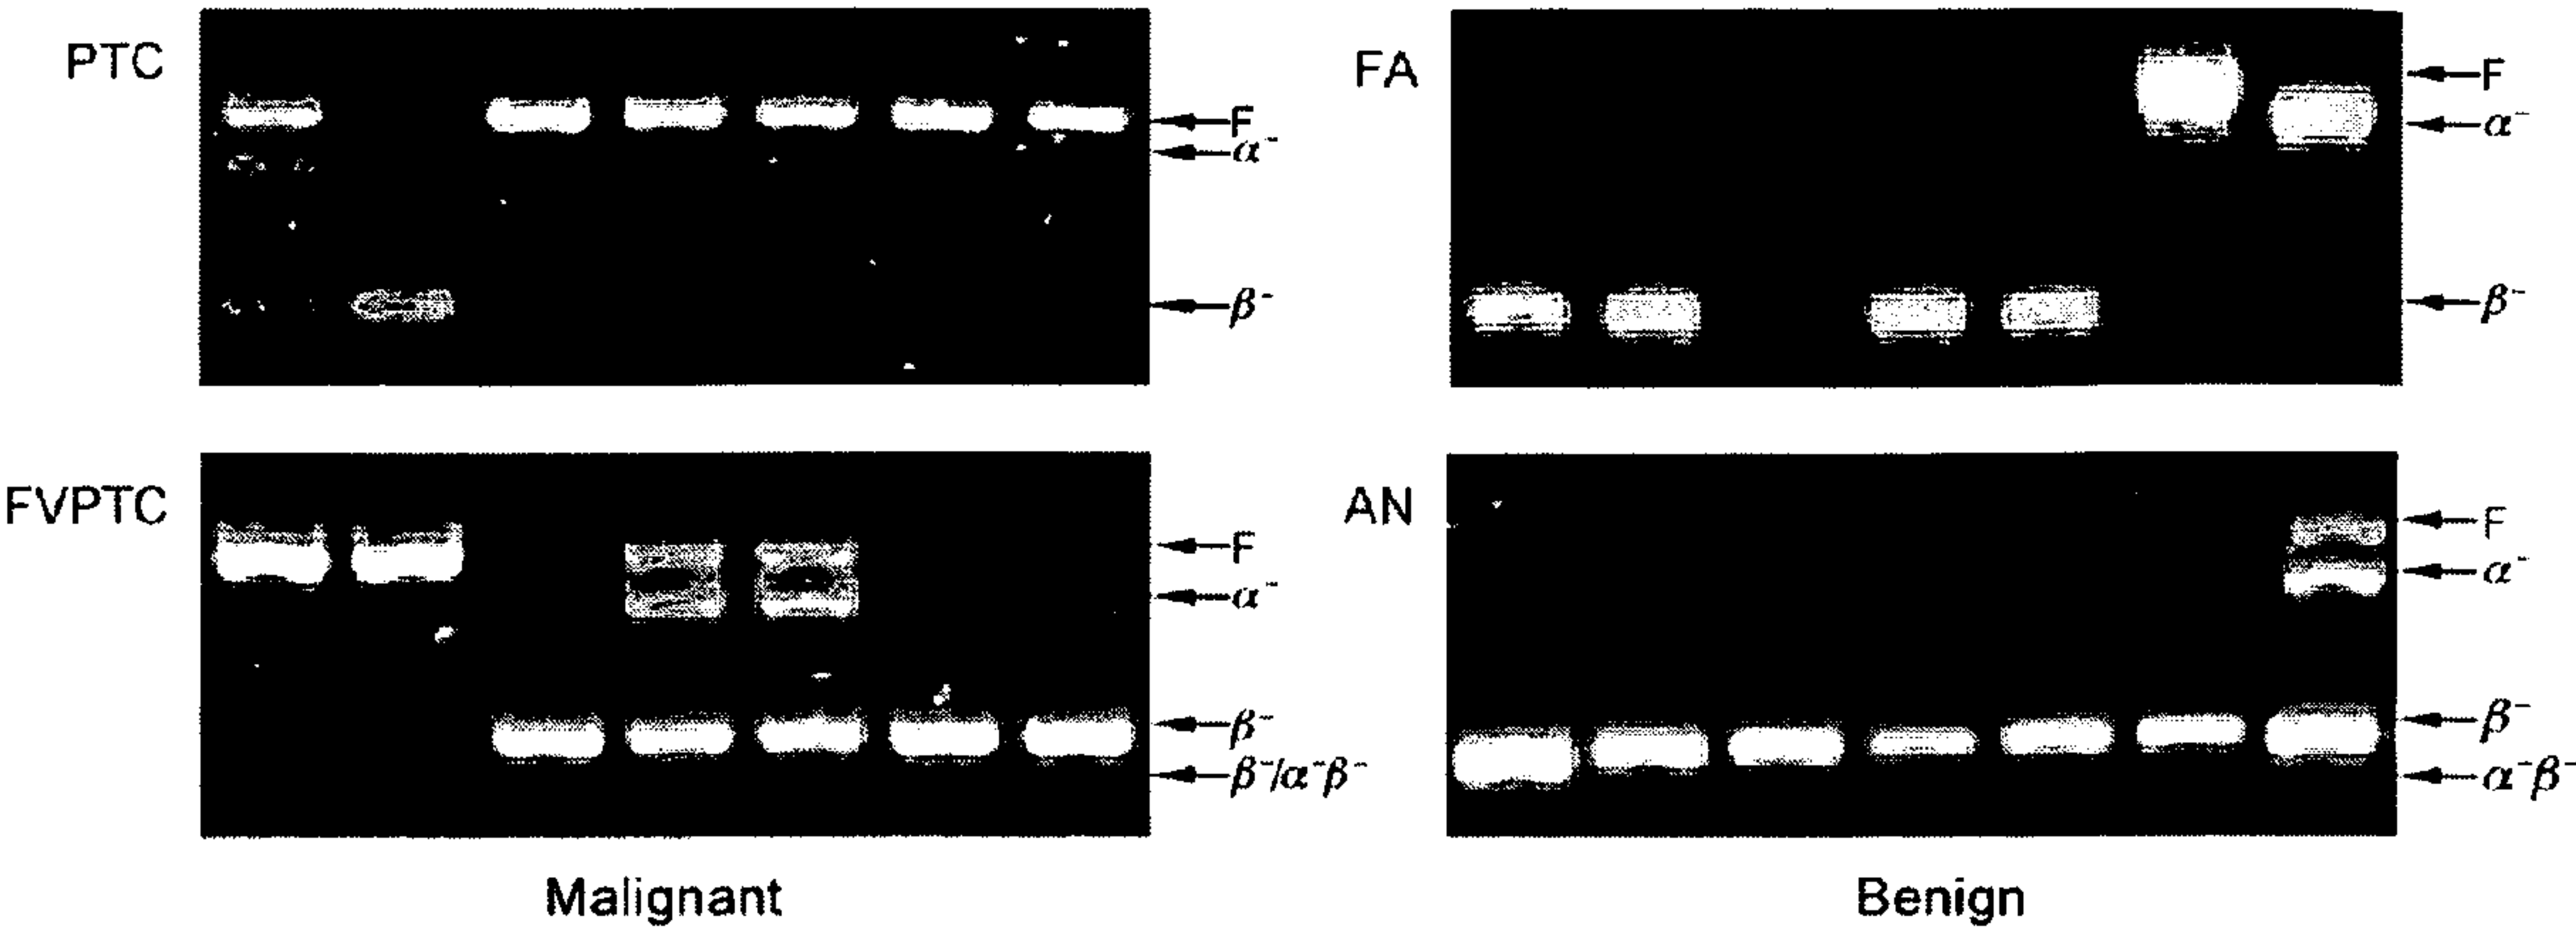 PTC
F
α⁻
β⁻
FA
F
α⁻
β⁻
FVPTC
F
α⁻
β⁻
β⁻/α⁻β⁻
AN
F
α⁻
β⁻
α⁻β⁻
Malignant
Benign